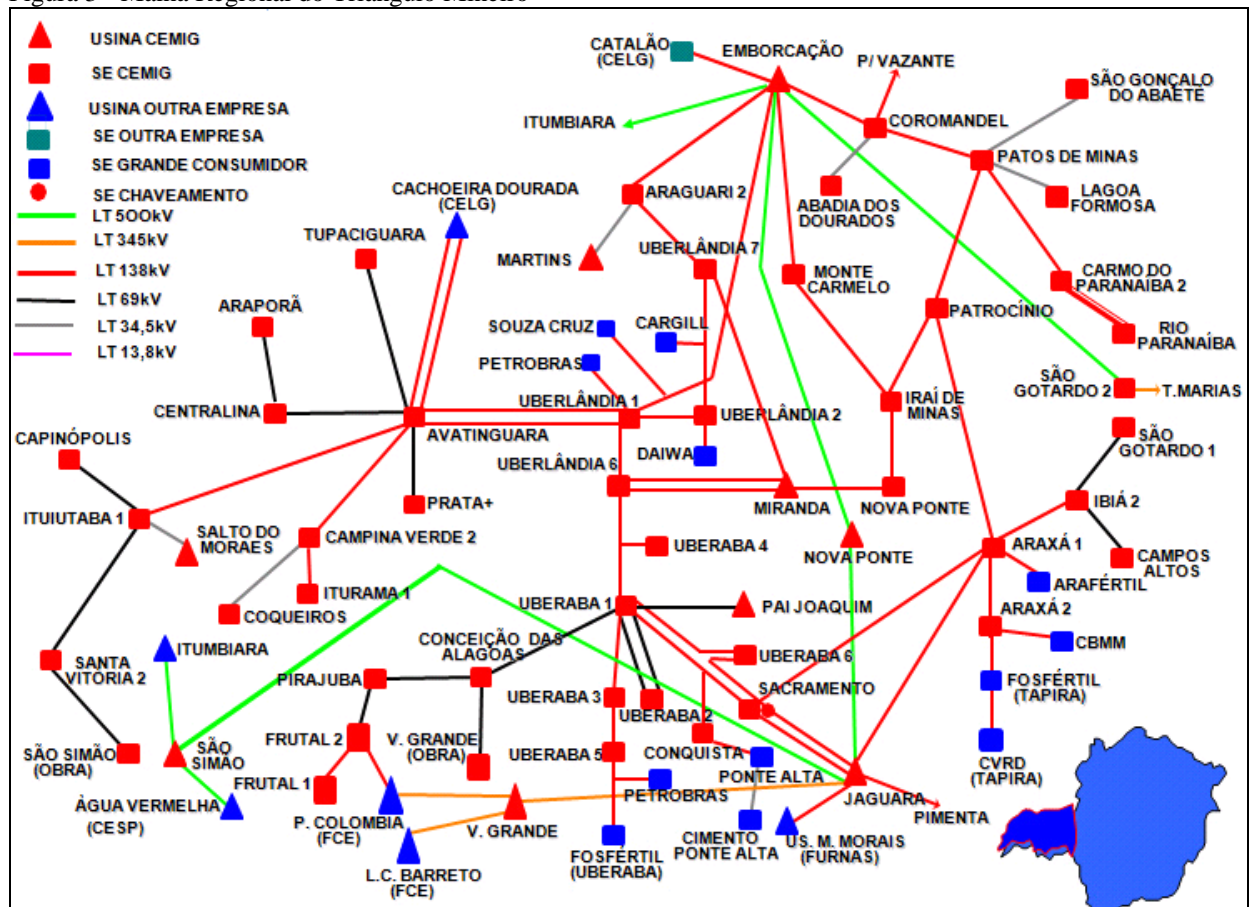 Figura 3 - Malha Regional do Triângulo Mineiro
USINA CEMIG
SE CEMIG
USINA OUTRA EMPRESA
SE OUTRA EMPRESA
SE GRANDE CONSUMIDOR
SE CHAVEAMENTO
LT 500kV
LT 345kV
LT 138kV
LT 69kV
LT 34,5kV
LT 13,8kV
CATALÃO
(CELG)
EMBORCAÇÃO
P/ VAZANTE
SÃO GONÇALO
DO ABAETÉ
ITUMBIARA
COROMANDEL
PATOS DE MINAS
CACHOEIRA DOURADA
(CELG)
ARAGUARI 2
ABADIA DOS
DOURADOS
LAGOA
FORMOSA
TUPACIGUARA
MARTINS
UBERLÂNDIA 7
MONTE
CARMELO
CARMO DO
PARANAÍBA 2
ARAPORÃ
SOUZA CRUZ
CARGILL
PATROCÍNIO
RIO
PARANAÍBA
PETROBRAS
SÃO
GOTARDO 2
T.MARIAS
CENTRALINA
UBERLÂNDIA 1
UBERLÂNDIA 2
IRAÍ DE
MINAS
AVATINGUARA
SÃO
GOTARDO 1
CAPINÓPOLIS
DAIWA
UBERLÂNDIA 6
ITUIUTABA 1
PRATA+
MIRANDA
NOVA PONTE
IBIÁ 2
SALTO DO
MORAES
CAMPINA VERDE 2
UBERABA 4
NOVA PONTE
ARAXÁ 1
CAMPOS
ALTOS
ARAFÉRTIL
ITURAMA 1
COQUEIROS
UBERABA 1
PAI JOAQUIM
ARAXÁ 2
CBMM
ITUMBIARA
CONCEIÇÃO DAS
ALAGOAS
UBERABA 6
SANTA
VITÓRIA 2
PIRAJUBA
UBERABA 3
UBERABA 2
SACRAMENTO
FOSFÉRTIL
(TAPIRA)
SÃO SIMÃO
(OBRA)
SÃO
SIMÃO
FRUTAL 2
V. GRANDE
(OBRA)
UBERABA 5
CONQUISTA
PONTE ALTA
CVRD
(TAPIRA)
FRUTAL 1
PETROBRAS
JAGUARA
PIMENTA
ÀGUA VERMELHA
(CESP)
P. COLOMBIA
(FCE)
V. GRANDE
FOSFÉRTIL
(UBERABA)
CIMENTO
PONTE ALTA
US. M. MORAIS
(FURNAS)
L.C. BARRETO
(FCE)